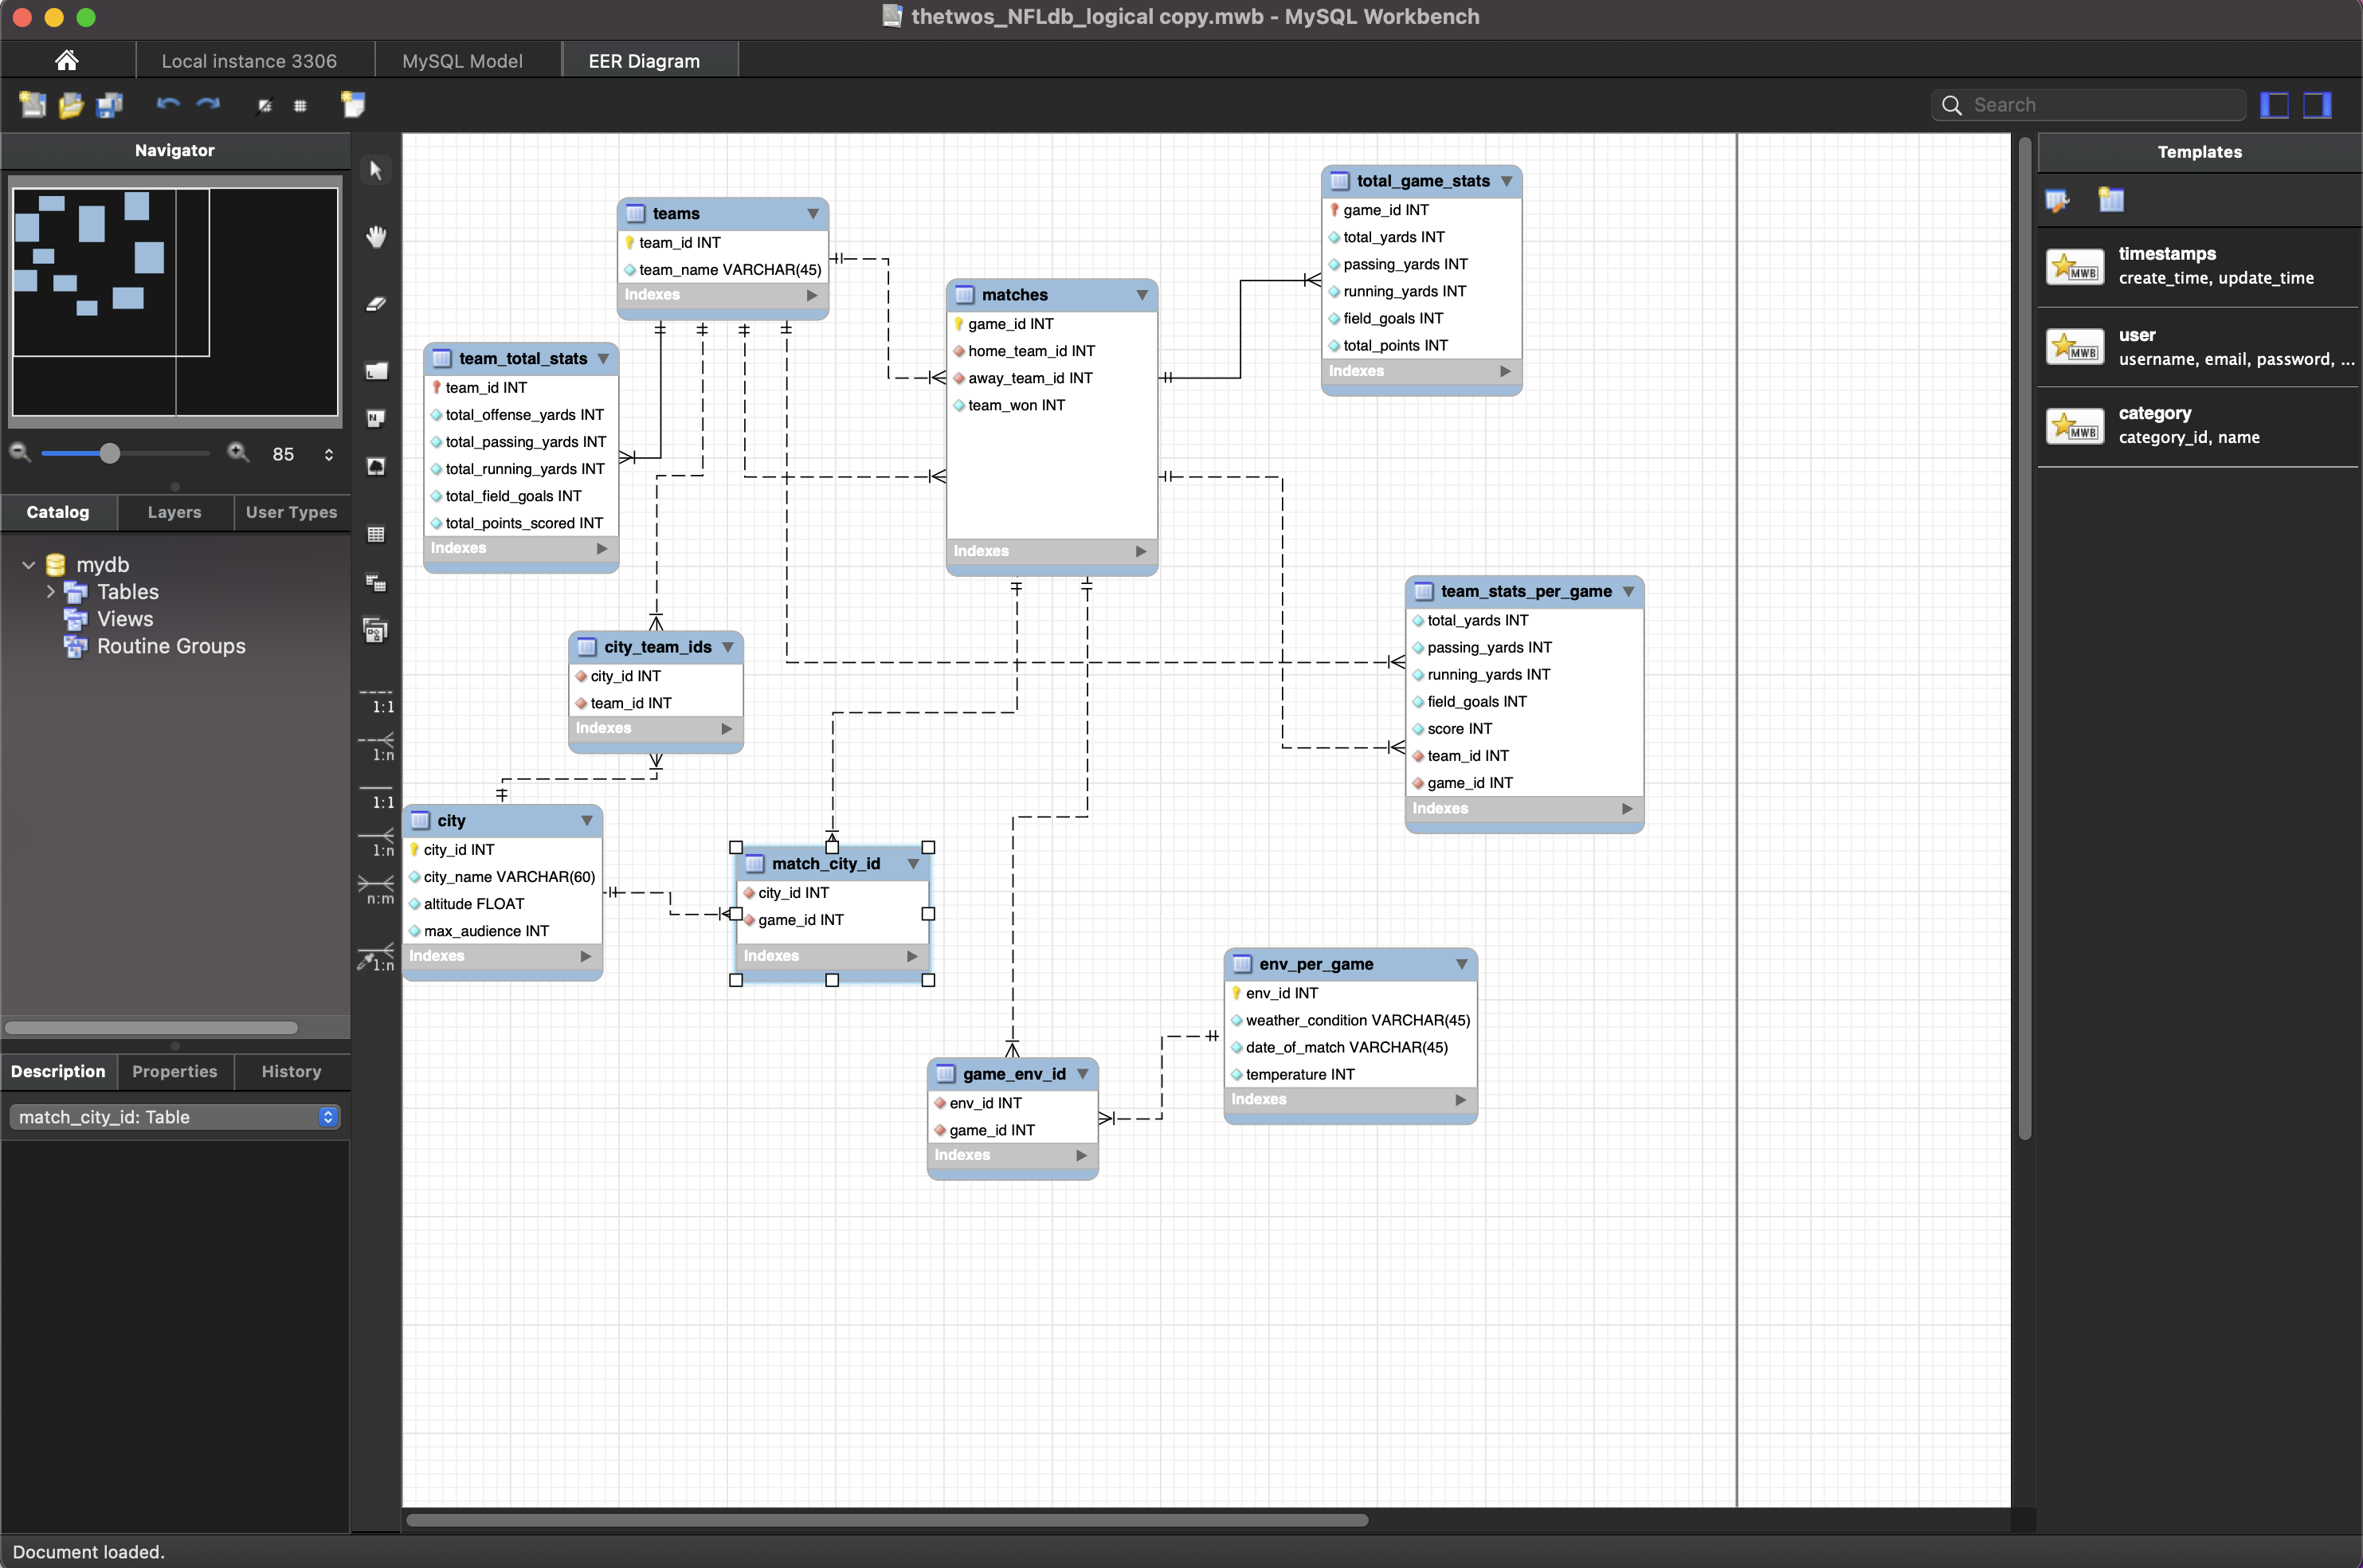 thetwos_NFLdb_logical copy.mwb - MySQL Workbench
Local instance 3306
MySQL Model
EER Diagram
Search
Navigator
85
Catalog
Layers
User Types
mydb
Tables
Views
Routine Groups
Description
Properties
History
match_city_id: Table
L
N
1:1
1:n
1:1
1:n
n:m
1:n
teams
team_id INT
team_name VARCHAR(45)
Indexes
team_total_stats
team_id INT
total_offense_yards INT
total_passing_yards INT
total_running_yards INT
total_field_goals INT
total_points_scored INT
Indexes
matches
game_id INT
home_team_id INT
away_team_id INT
team_won INT
Indexes
total_game_stats
game_id INT
total_yards INT
passing_yards INT
running_yards INT
field_goals INT
total_points INT
Indexes
team_stats_per_game
total_yards INT
passing_yards INT
running_yards INT
field_goals INT
score INT
team_id INT
game_id INT
Indexes
city_team_ids
city_id INT
team_id INT
Indexes
city
city_id INT
city_name VARCHAR(60)
altitude FLOAT
max_audience INT
Indexes
match_city_id
city_id INT
game_id INT
Indexes
env_per_game
env_id INT
weather_condition VARCHAR(45)
date_of_match VARCHAR(45)
temperature INT
Indexes
game_env_id
env_id INT
game_id INT
Indexes
Templates
MWB
timestamps
create_time, update_time
MWB
user
username, email, password, ...
MWB
category
category_id, name
Document loaded.